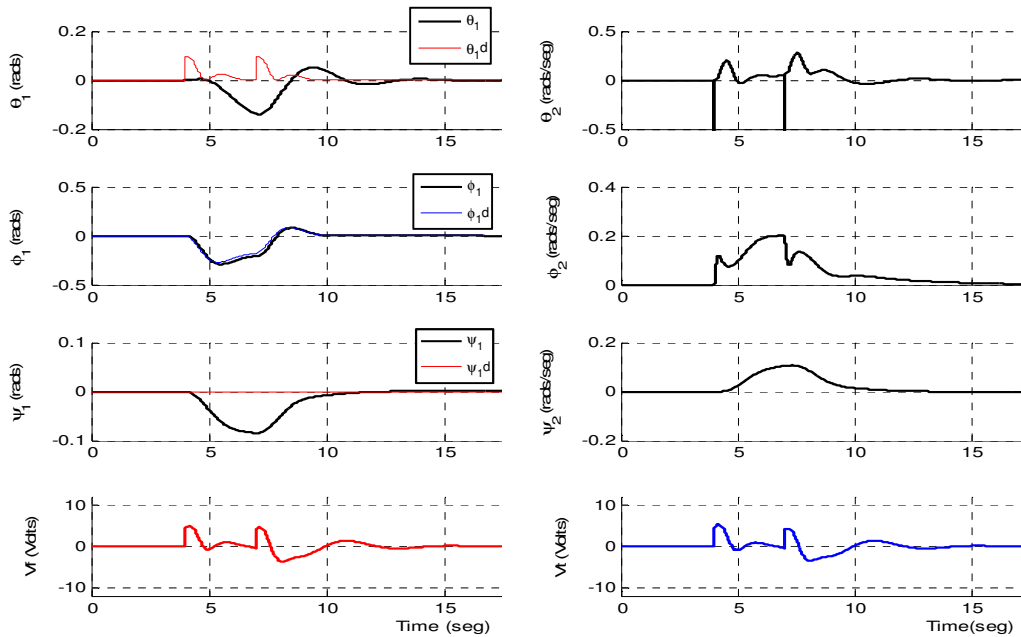 θ₁ (rads)
0.2
0
-0.2
0 5 10 15
θ₁
θ₁d
θ₂ (rads/seg)
0.5
0
-0.5
0 5 10 15
ϕ₁ (rads)
0.5
0
-0.5
0 5 10 15
ϕ₁
ϕ₁d
ϕ₂ (rads/seg)
0.4
0.2
0
0 5 10 15
ψ₁ (rads)
0.1
0
-0.1
0 5 10 15
ψ₁
ψ₁d
ψ₂ (rads/seg)
0.2
0
-0.2
0 5 10 15
Vf (Volts)
10
0
-10
0 5 10 15
Time (seg)
Vt (Volts)
10
0
-10
0 5 10 15
Time(seg)